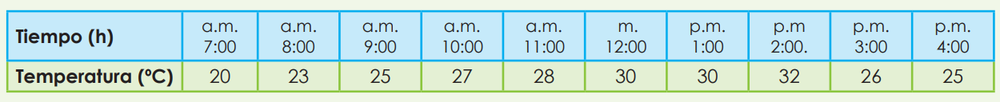 Tiempo (h) a.m. 7:00 a.m. 8:00 a.m. 9:00 a.m. 10:00 a.m. 11:00 m. 12:00 p.m. 1:00 p.m 2:00. p.m. 3:00 p.m. 4:00
Temperatura (ºC) 20 23 25 27 28 30 30 32 26 25